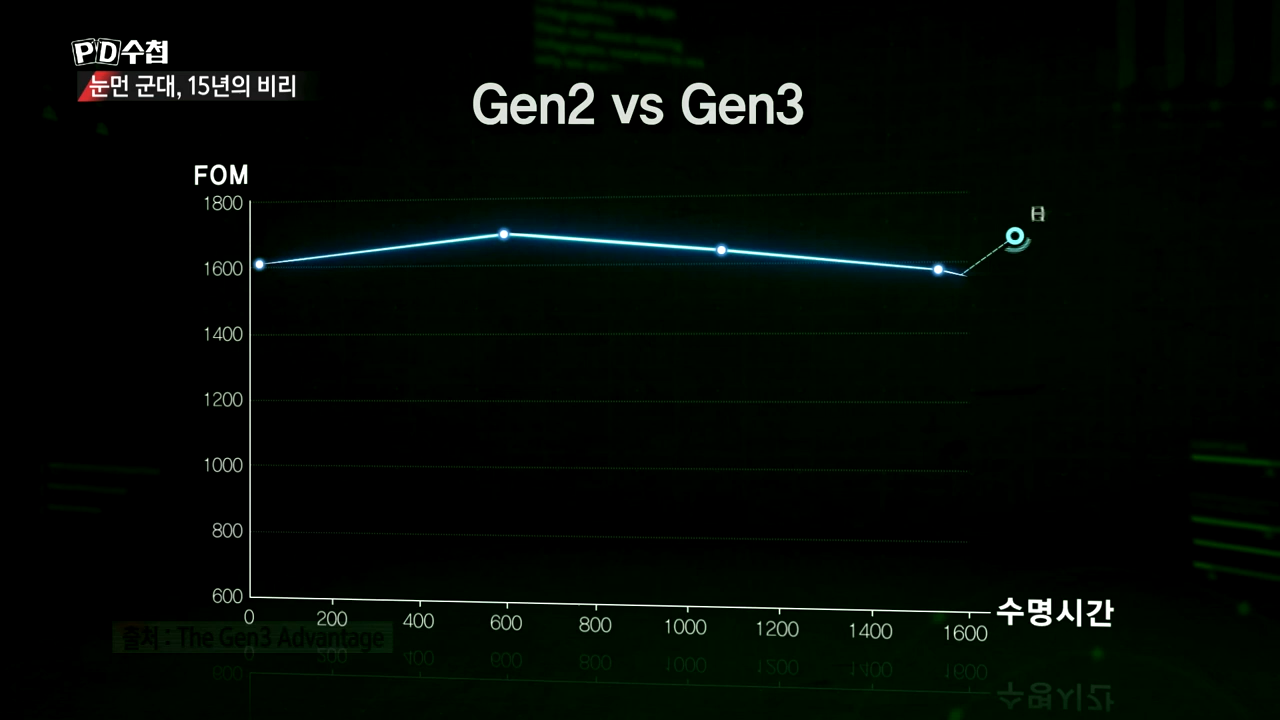 PD수첩
눈먼 군대, 15년의 비리
Gen2 vs Gen3
FOM
1800
1600
1400
1200
1000
800
600
0 200 400 600 800 1000 1200 1400 1600
수명시간
출처 : The Gen3 Advantage